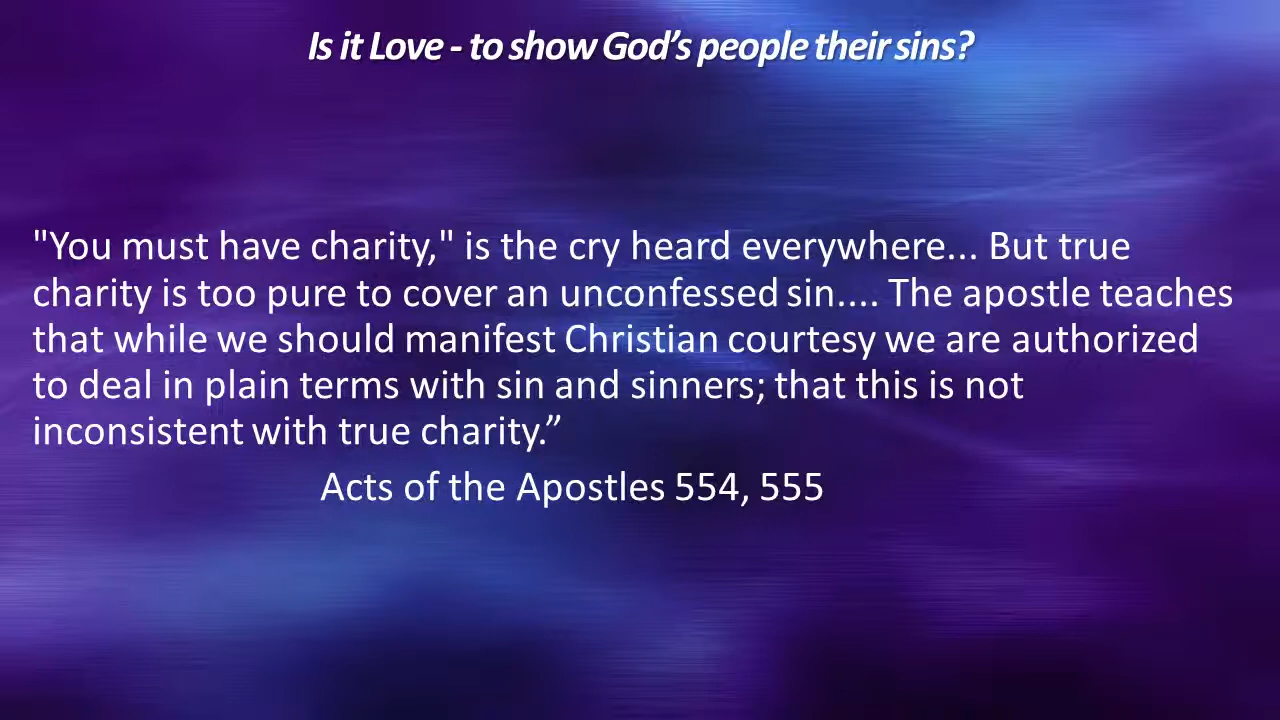 Is it Love - to show God's people their sins?
"You must have charity," is the cry heard everywhere... But true
charity is too pure to cover an unconfessed sin.... The apostle teaches
that while we should manifest Christian courtesy we are authorized
to deal in plain terms with sin and sinners; that this is not
inconsistent with true charity.”
Acts of the Apostles 554, 555